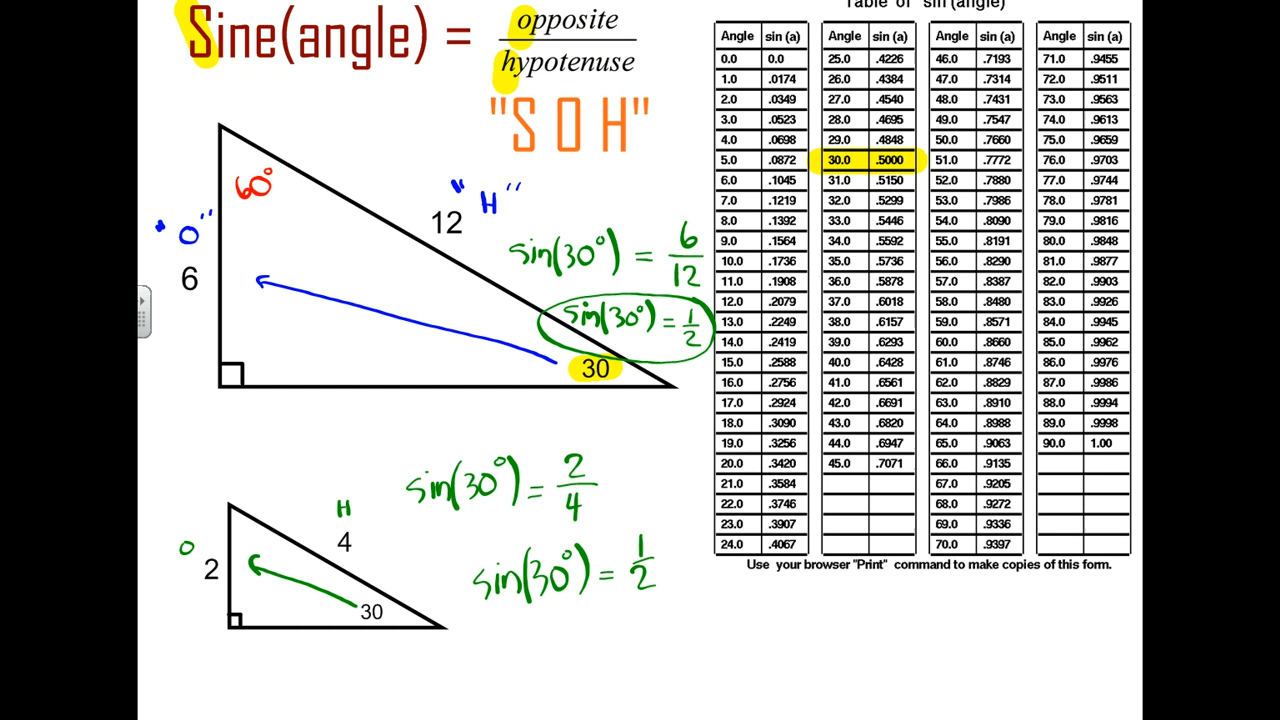 Sine(angle) = opposite
hypotenuse
"S O H"
60°
"O"
6
12 "H"
sin(30°) = 6
12
sin(30°) = 1
2
30
sin(30°) = 2
4
sin(30°) = 1
2
O
2
H
4
30
Table of sin(angle)
Angle sin (a) Angle sin (a) Angle sin (a) Angle sin (a)
0.0 0.0 25.0 .4226 46.0 .7193 71.0 .9455
1.0 .0174 26.0 .4384 47.0 .7314 72.0 .9511
2.0 .0349 27.0 .4540 48.0 .7431 73.0 .9563
3.0 .0523 28.0 .4695 49.0 .7547 74.0 .9613
4.0 .0698 29.0 .4848 50.0 .7660 75.0 .9659
5.0 .0872 30.0 .5000 51.0 .7772 76.0 .9703
6.0 .1045 31.0 .5150 52.0 .7880 77.0 .9744
7.0 .1219 32.0 .5299 53.0 .7986 78.0 .9781
8.0 .1392 33.0 .5446 54.0 .8090 79.0 .9816
9.0 .1564 34.0 .5592 55.0 .8191 80.0 .9848
10.0 .1736 35.0 .5736 56.0 .8290 81.0 .9877
11.0 .1908 36.0 .5878 57.0 .8387 82.0 .9903
12.0 .2079 37.0 .6018 58.0 .8480 83.0 .9926
13.0 .2249 38.0 .6157 59.0 .8571 84.0 .9945
14.0 .2419 39.0 .6293 60.0 .8660 85.0 .9962
15.0 .2588 40.0 .6428 61.0 .8746 86.0 .9976
16.0 .2756 41.0 .6561 62.0 .8829 87.0 .9986
17.0 .2924 42.0 .6691 63.0 .8910 88.0 .9994
18.0 .3090 43.0 .6820 64.0 .8988 89.0 .9998
19.0 .3256 44.0 .6947 65.0 .9063 90.0 1.00
20.0 .3420 45.0 .7071 66.0 .9135
21.0 .3584 67.0 .9205
22.0 .3746 68.0 .9272
23.0 .3907 69.0 .9336
24.0 .4067 70.0 .9397
Use your browser "Print" command to make copies of this form.